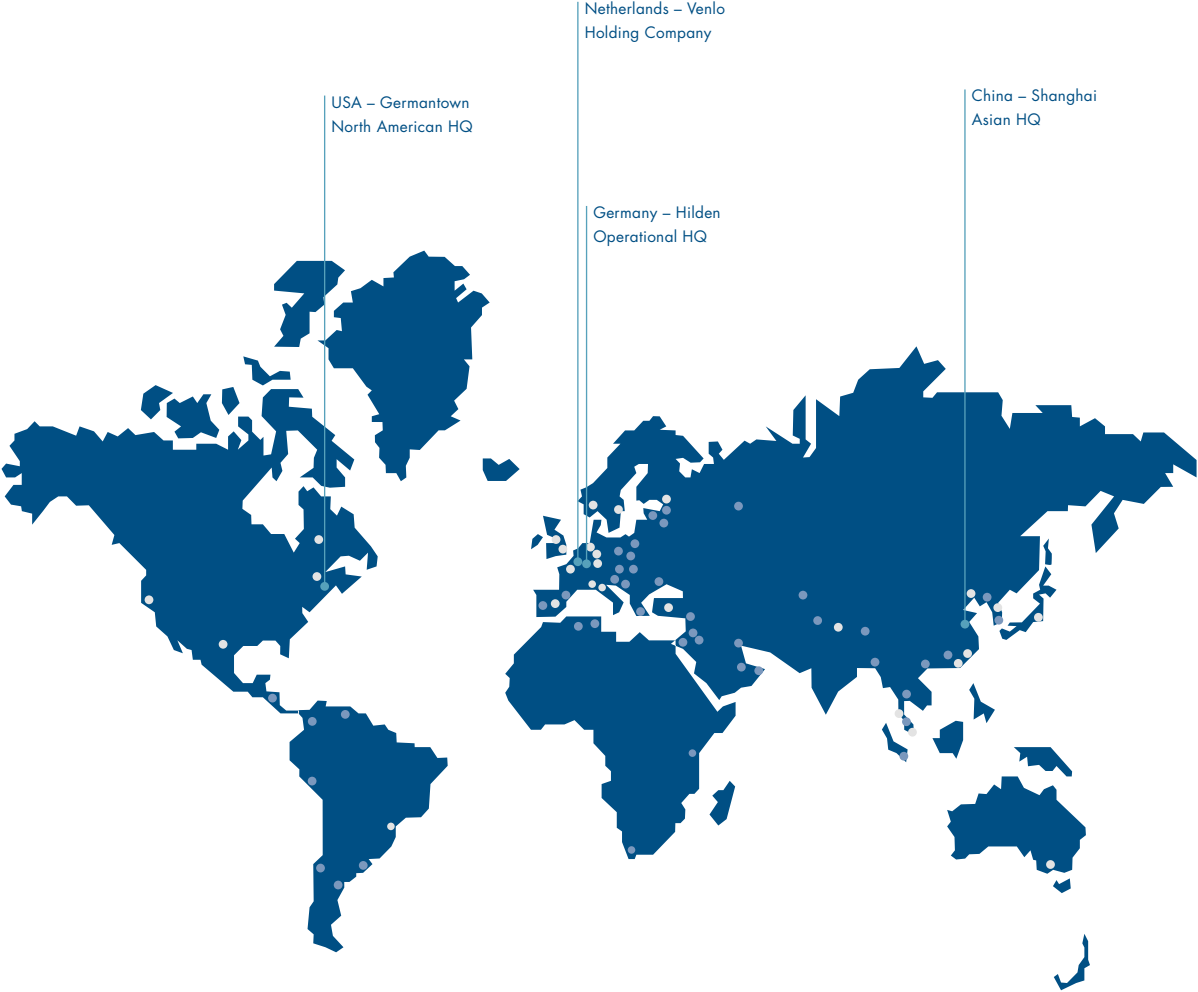 Netherlands – Venlo
Holding Company
USA – Germantown
North American HQ
China – Shanghai
Asian HQ
Germany – Hilden
Operational HQ